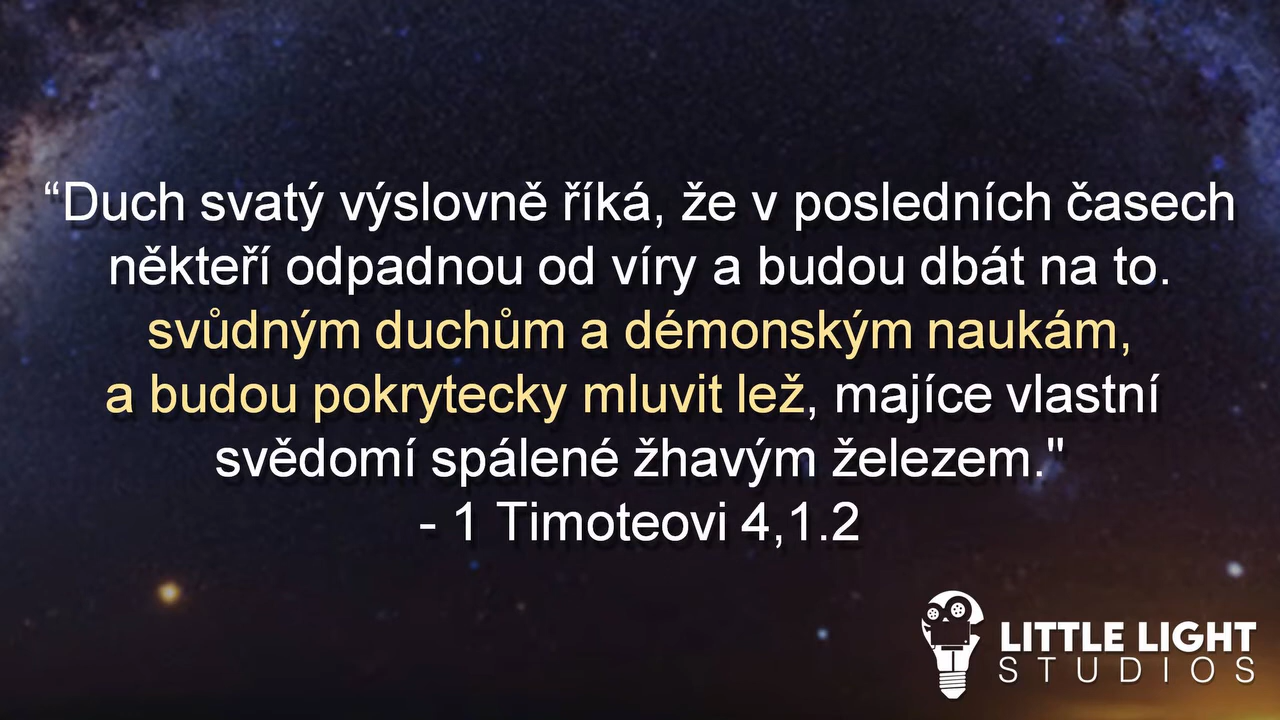 “Duch svatý výslovně říká, že v posledních časech
někteří odpadnou od víry a budou dbát na to.
svůdným duchům a démonským naukám,
a budou pokrytecky mluvit lež, majíce vlastní
svědomí spálené žhavým železem."
- 1 Timoteovi 4,1.2
LITTLE LIGHT
STUDIOS